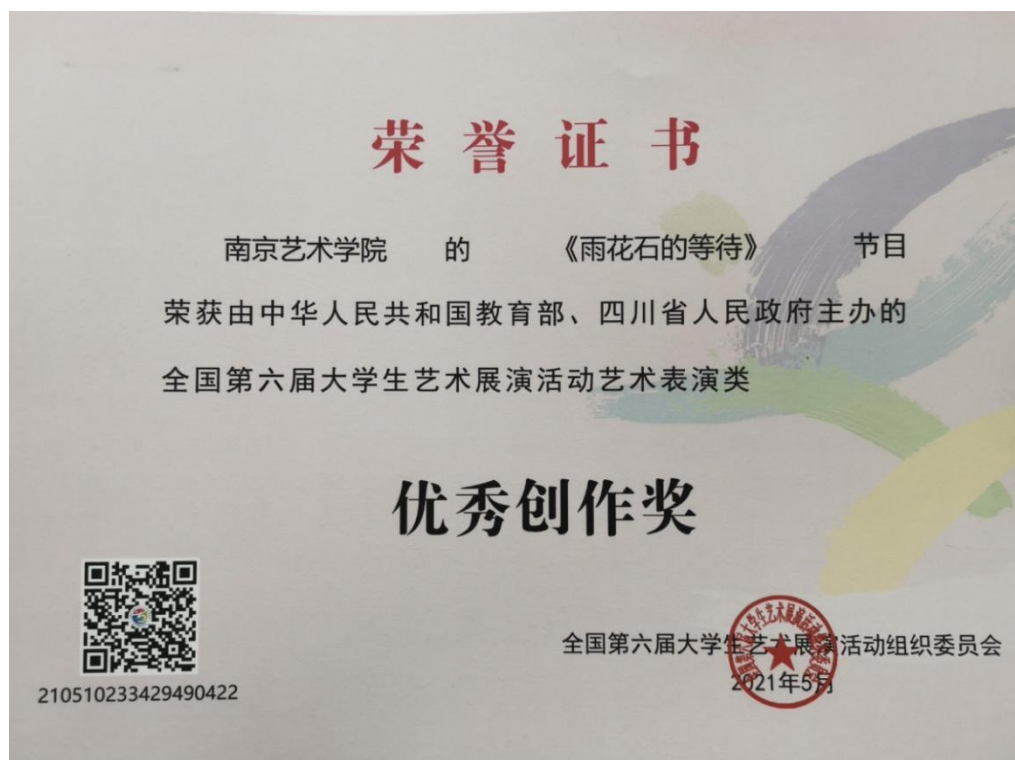 荣誉证书
南京艺术学院 的 《雨花石的等待》 节目
荣获由中华人民共和国教育部、四川省人民政府主办的
全国第六届大学生艺术展演活动艺术表演类
优秀创作奖
全国第六届大学生艺术展演活动组织委员会
2021年5月
210510233429490422